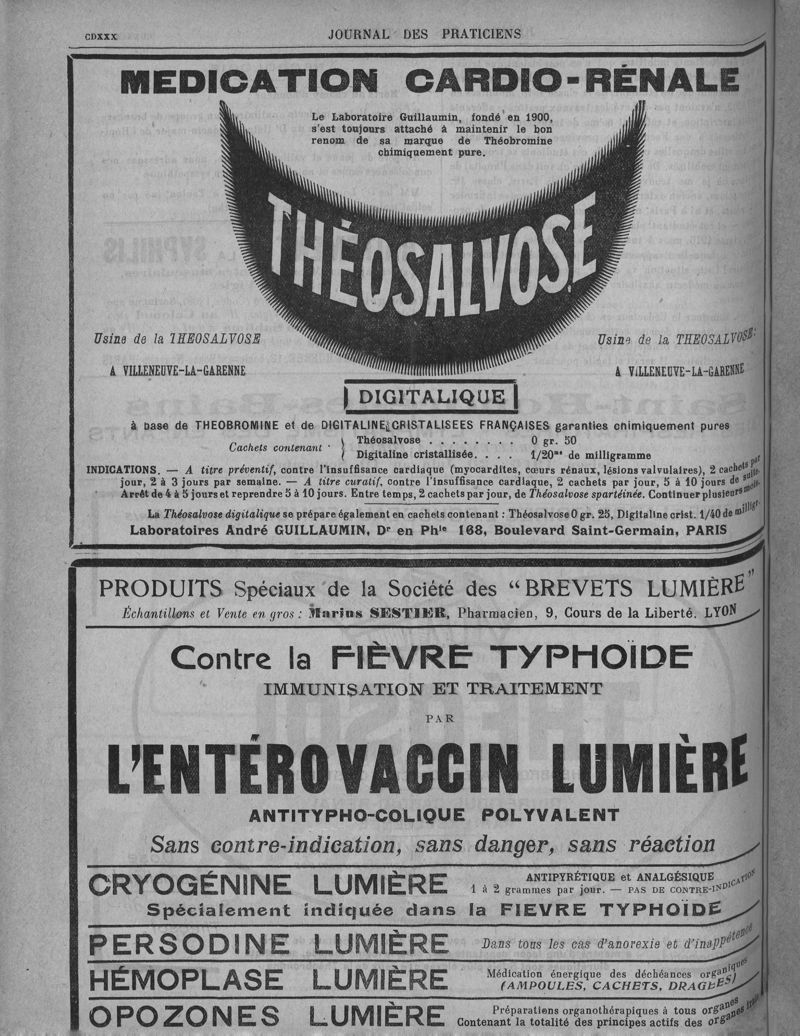 CDXXX
JOURNAL DES PRATICIENS
MEDICATION CARDIO-RÉNALE
Le Laboratoire Guillaumin, fondé en 1900,
s'est toujours attaché à maintenir le bon
renom de sa marque de Théobromine
chimiquement pure.
THÉOSALVOSE
Usine de la THEOSALVOSE
Usine de la THEOSALVOSE
A VILLENEUVE-LA-GARENNE
A VILLENEUVE-LA-GARENNE
DIGITALIQUE
à base de THEOBROMINE et de DIGITALINE CRISTALISEES FRANÇAISES garanties chimiquement pures
Cachets contenant
Théosalvose . . . . . . . . 0 gr. 50
Digitaline cristallisée. . . . . 1/20me de milligramme
INDICATIONS. — A titre préventif, contre l'insuffisance cardiaque (myocardites, cœurs rénaux, lésions valvulaires), 2 cachets par
jour, 2 à 3 jours par semaine. — A titre curatif, contre l'insuffisance cardiaque, 2 cachets par jour, 5 à 10 jours de suite.
Arrêt de 4 à 5 jours et reprendre 5 à 10 jours. Entre temps, 2 cachets par jour, de Théosalvose spartéinée. Continuer plusieurs mois.
La Théosalvose digitalique se prépare également en cachets contenant : Théosalvose 0 gr. 25, Digitaline crist. 1/40 de milligr.
Laboratoires André GUILLAUMIN, Dr en Phie 168, Boulevard Saint-Germain, PARIS
PRODUITS Spéciaux de la Société des "BREVETS LUMIÈRE"
Échantillons et Vente en gros : Marius SESTIER, Pharmacien, 9, Cours de la Liberté. LYON
Contre la FIÈVRE TYPHOÏDE
IMMUNISATION ET TRAITEMENT
PAR
L'ENTÉROVACCIN LUMIÈRE
ANTITYPHO-COLIQUE POLYVALENT
Sans contre-indication, sans danger, sans réaction
CRYOGÉNINE LUMIÈRE
ANTIPYRÉTIQUE et ANALGÉSIQUE
1 à 2 grammes par jour. — PAS DE CONTRE-INDICATION
Spécialement indiquée dans la FIEVRE TYPHOÏDE
PERSODINE LUMIÈRE
Dans tous les cas d'anorexie et d'inappétence
HÉMOPLASE LUMIÈRE
Médication énergique des déchéances organiques
(AMPOULES, CACHETS, DRAGÉES)
OPOZONES LUMIÈRE
Préparations organothérapiques à tous organes
Contenant la totalité des principes actifs des organes